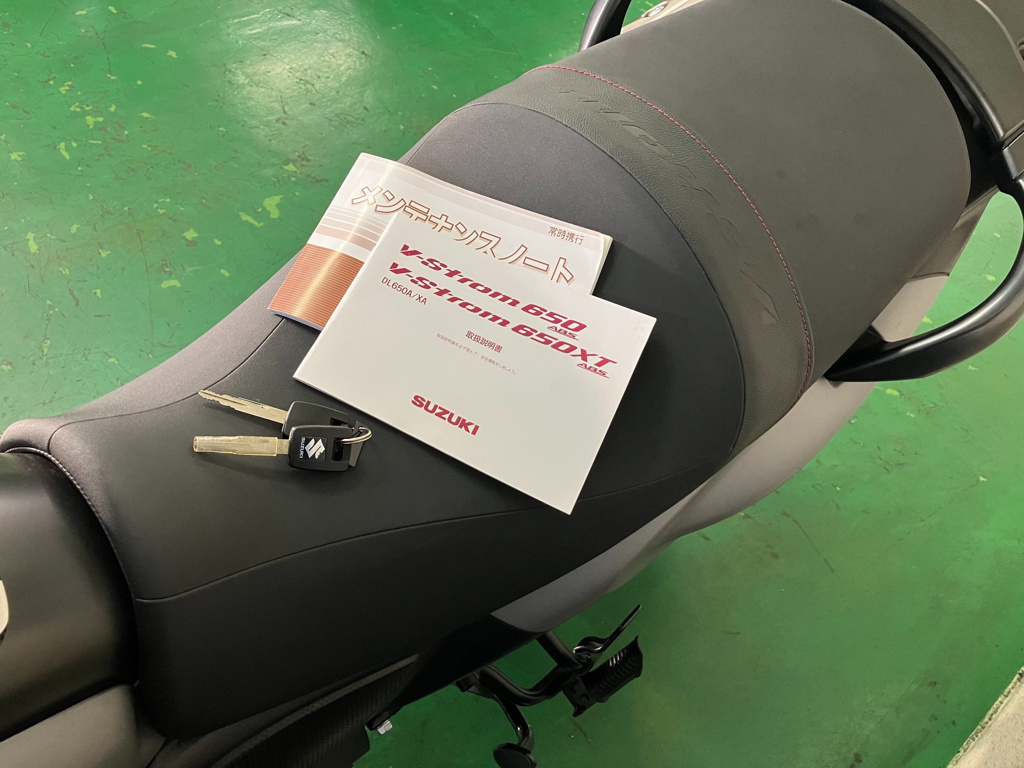 メンテナンスノート
常時携行
V-Strom 650
ABS
V-Strom 650XT
ABS
DL650A/XA
取扱説明書
SUZUKI
SUZUKI